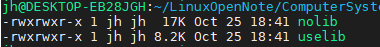 jh@DESKTOP-EB28JGH:~/LinuxOpenNote/ComputerSyst
-rwxrwxr-x 1 jh jh  17K Oct 25 18:41 nolib
-rwxrwxr-x 1 jh jh 8.2K Oct 25 18:41 uselib